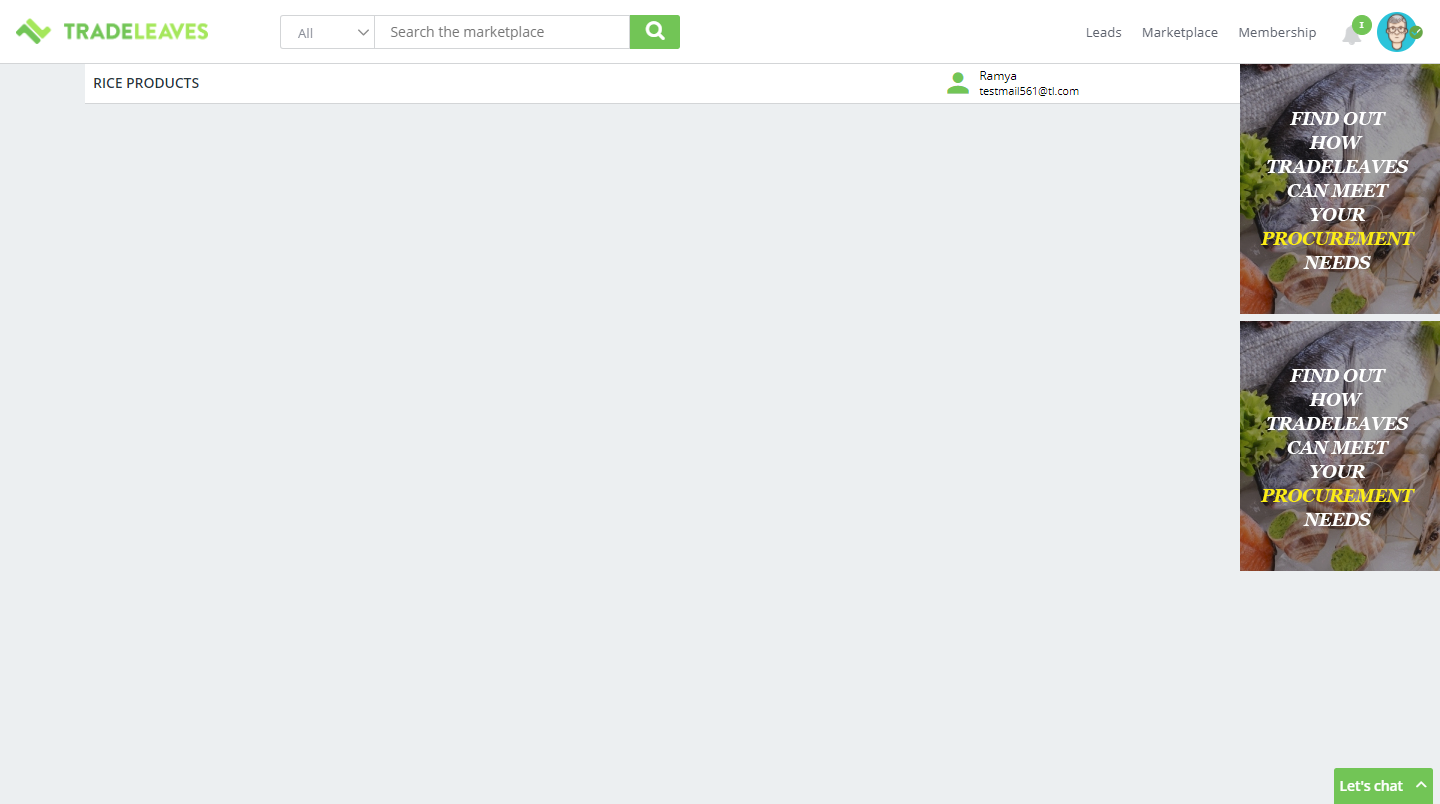 TRADELEAVES
All
Search the marketplace
Leads
Marketplace
Membership
1
RICE PRODUCTS
Ramya
testmail561@tl.com
FIND OUT
HOW
TRADELEAVES
CAN MEET
YOUR
PROCUREMENT
NEEDS
FIND OUT
HOW
TRADELEAVES
CAN MEET
YOUR
PROCUREMENT
NEEDS
Let's chat